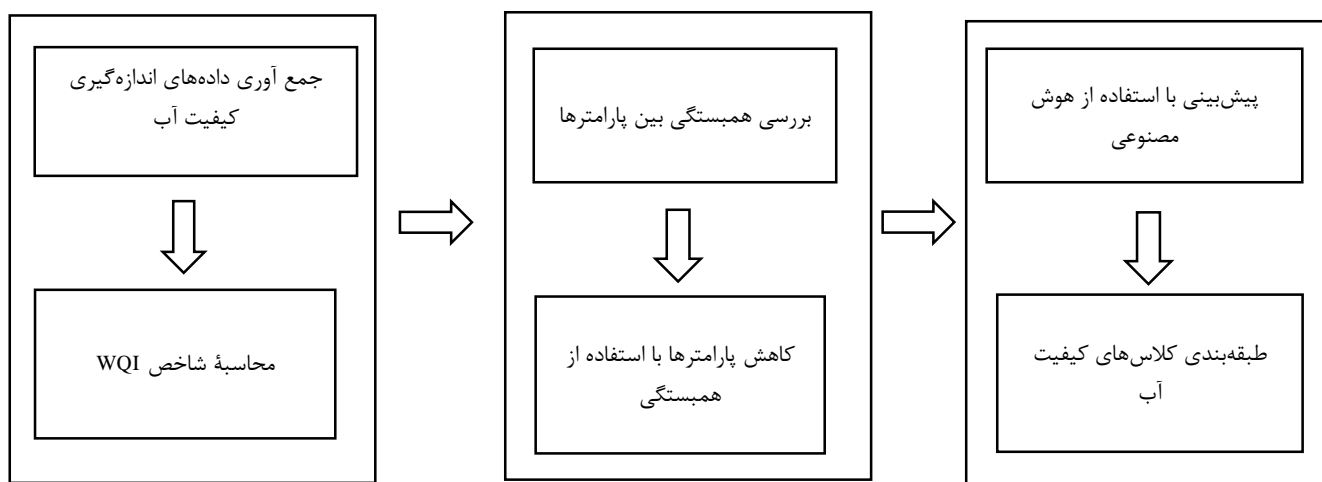 جمع آوری داده‌های اندازه‌گیری
کیفیت آب
محاسبۀ شاخص WQI
بررسی همبستگی بین پارامترها
کاهش پارامترها با استفاده از
همبستگی
پیش‌بینی با استفاده از هوش
مصنوعی
طبقه‌بندی کلاس‌های کیفیت
آب